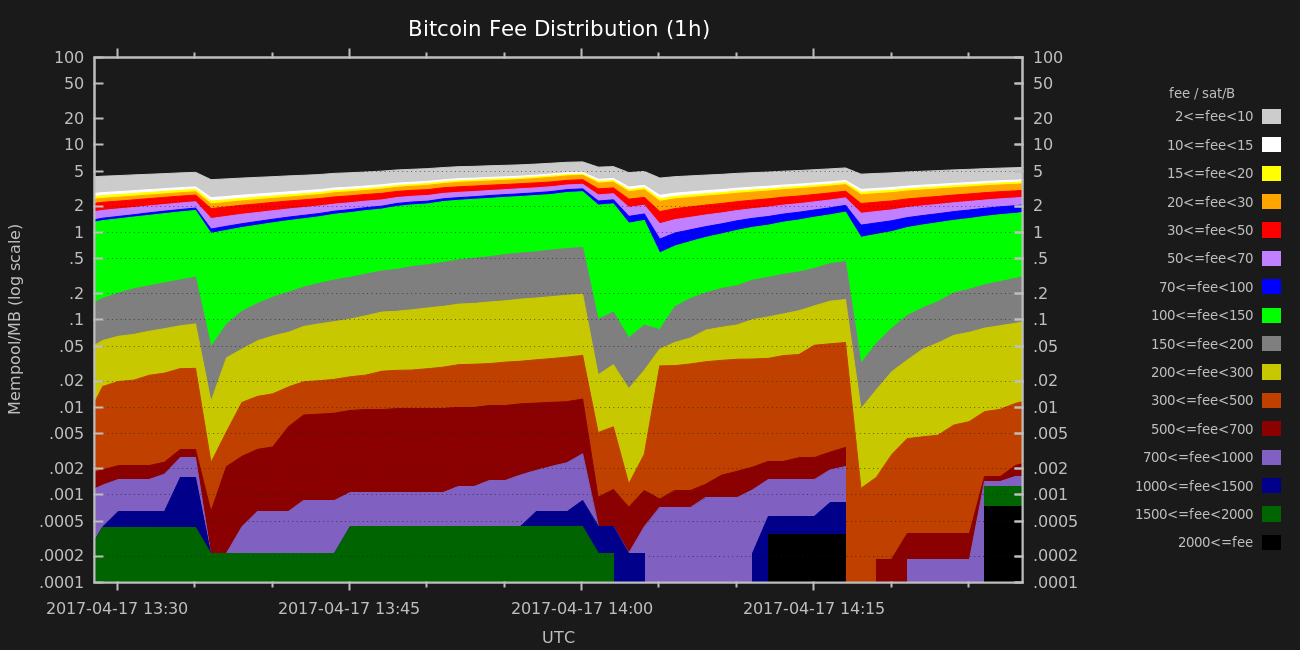 Bitcoin Fee Distribution (1h)
Mempool/MB (log scale)
100
50
20
10
5
2
1
.5
.2
.1
.05
.02
.01
.005
.002
.001
.0005
.0002
.0001
100
50
20
10
5
2
1
.5
.2
.1
.05
.02
.01
.005
.002
.001
.0005
.0002
.0001
2017-04-17 13:30
2017-04-17 13:45
2017-04-17 14:00
2017-04-17 14:15
UTC
fee / sat/B
2<=fee<10
10<=fee<15
15<=fee<20
20<=fee<30
30<=fee<50
50<=fee<70
70<=fee<100
100<=fee<150
150<=fee<200
200<=fee<300
300<=fee<500
500<=fee<700
700<=fee<1000
1000<=fee<1500
1500<=fee<2000
2000<=fee